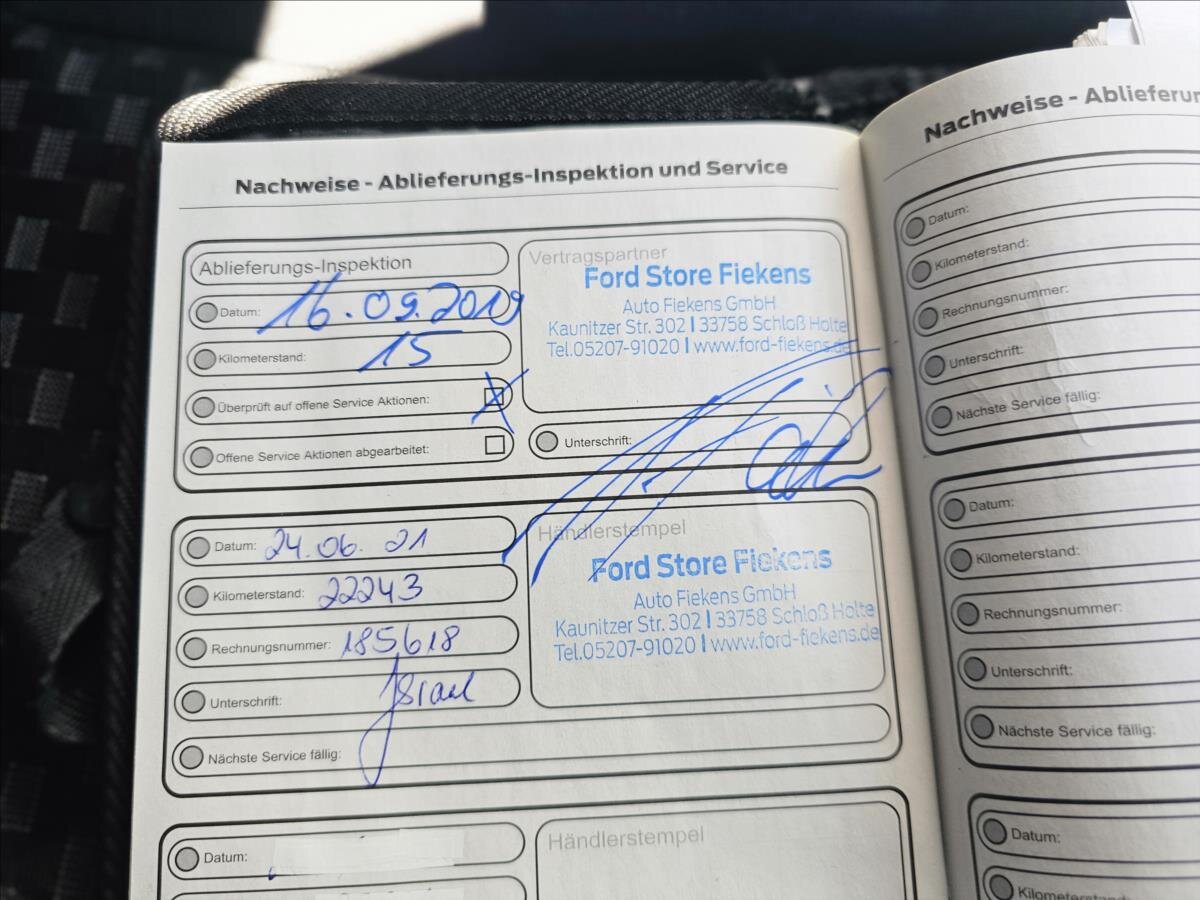 Nachweise - Ablieferungs-Inspektion und Service
Ablieferungs-Inspektion
Datum: 16.09.2019
Kilometerstand: 15
Überprüft auf offene Service Aktionen: X
Offene Service Aktionen abgearbeitet:
Vertragspartner
Ford Store Fiekens
Auto Fiekens GmbH
Kaunitzer Str. 302 | 33758 Schloß Holte
Tel.05207-91020 | www.ford-fiekens.de
Unterschrift:
Datum: 24.06.21
Kilometerstand: 22243
Rechnungsnummer: 185618
Unterschrift: Israel
Nächste Service fällig:
Händlerstempel
Ford Store Fiekens
Auto Fiekens GmbH
Kaunitzer Str. 302 | 33758 Schloß Holte
Tel.05207-91020 | www.ford-fiekens.de
Datum:
Händlerstempel
Nachweise - Ablieferun
Datum:
Kilometerstand:
Rechnungsnummer:
Unterschrift:
Nächste Service fällig:
Datum:
Kilometerstand:
Rechnungsnummer:
Unterschrift:
Nächste Service fällig:
Datum:
Kilometerstand: